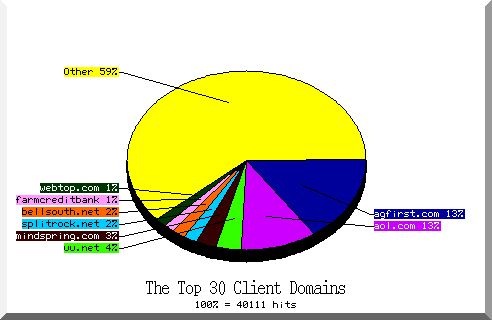 Other 59%
webtop.com 1%
farmcreditbank 1%
bellsouth.net 2%
splitrock.net 2%
mindspring.com 3%
uu.net 4%
agfirst.com 13%
aol.com 13%
The Top 30 Client Domains
100% = 40111 hits